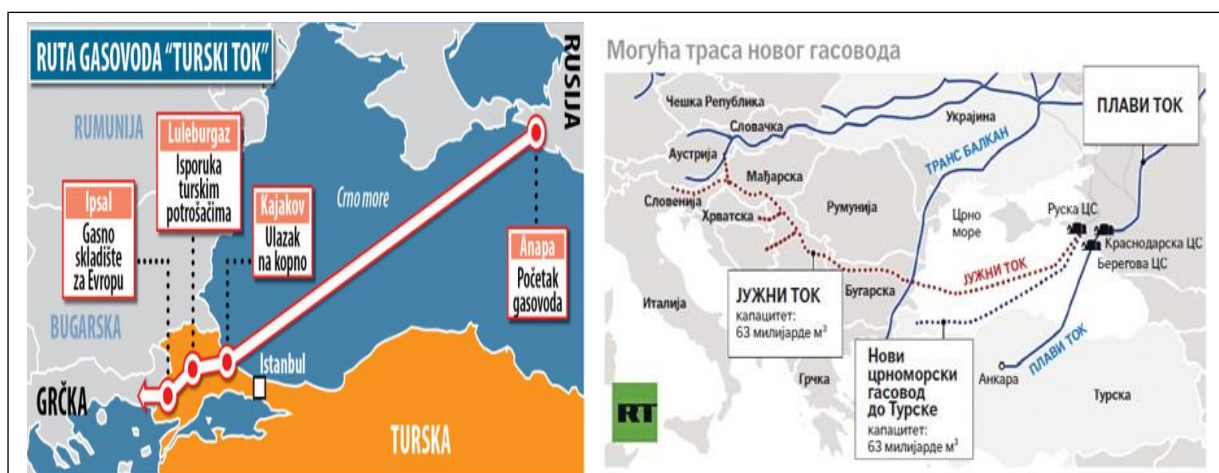 RUTA GASOVODA "TURSKI TOK"
RUSIJA
RUMUNIJA
Luleburgaz
Isporuka
turskim
potrošačima
Ipsal
Gasno
skladište
za Evropu
Kajakov
Ulazak
na kopno
Crno more
Anapa
Početak
gasovoda
BUGARSKA
Istanbul
GRČKA
TURSKA
Могућа траса новог гасовода
ПЛАВИ ТОК
Чешка Република
Словачка
Украјина
Аустрија
ТРАНС БАЛКАН
Мађарска
Словенија
Хрватска
Румунија
Црно
море
Руска ЦС
Краснодарска ЦС
Берегова ЦС
ЈУЖНИ ТОК
Бугарска
ЈУЖНИ ТОК
капацитет:
63 милијарде м³
Италија
ПЛАВИ ТОК
Нови
црноморски
гасовод
до Турске
капацитет:
63 милијарде м³
Анкара
Грчка
Турска
RT